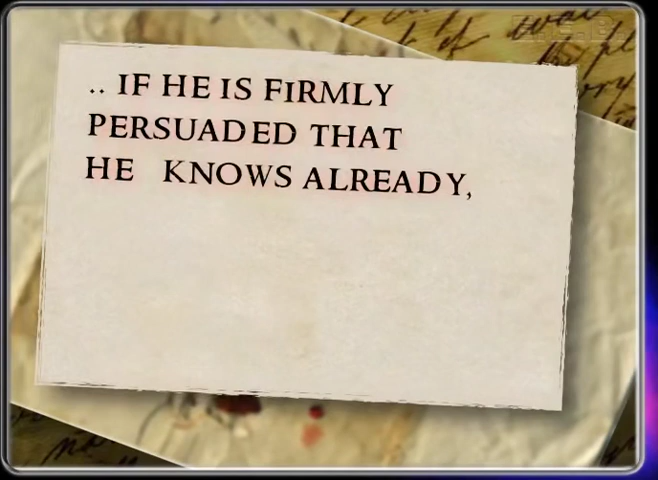 .. IF HE IS FIRMLY
PERSUADED THAT
HE KNOWS ALREADY,